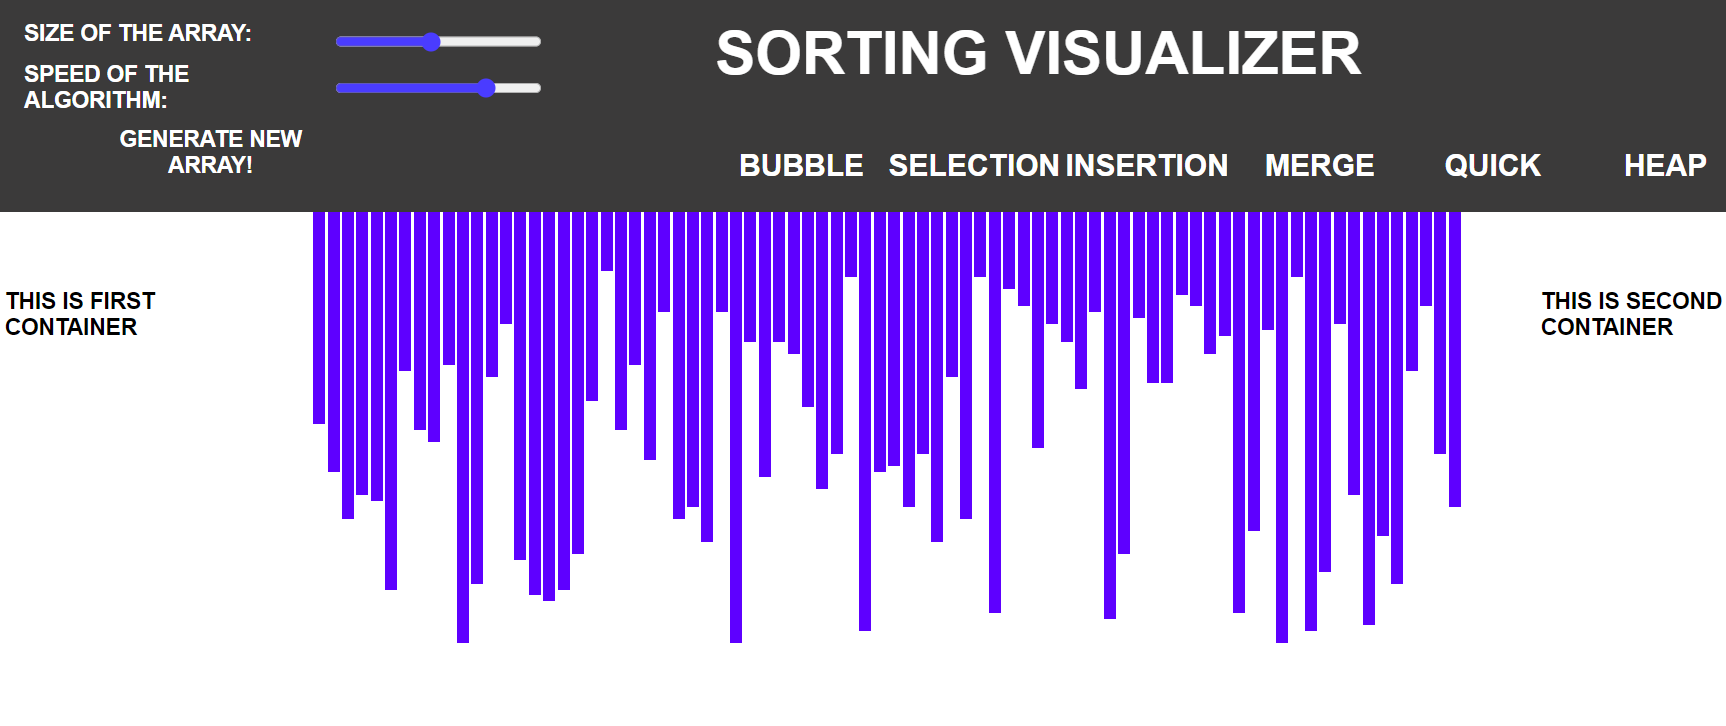 SIZE OF THE ARRAY:
SPEED OF THE
ALGORITHM:
GENERATE NEW
ARRAY!
SORTING VISUALIZER
BUBBLE SELECTION INSERTION MERGE QUICK HEAP
THIS IS FIRST
CONTAINER
THIS IS SECOND
CONTAINER